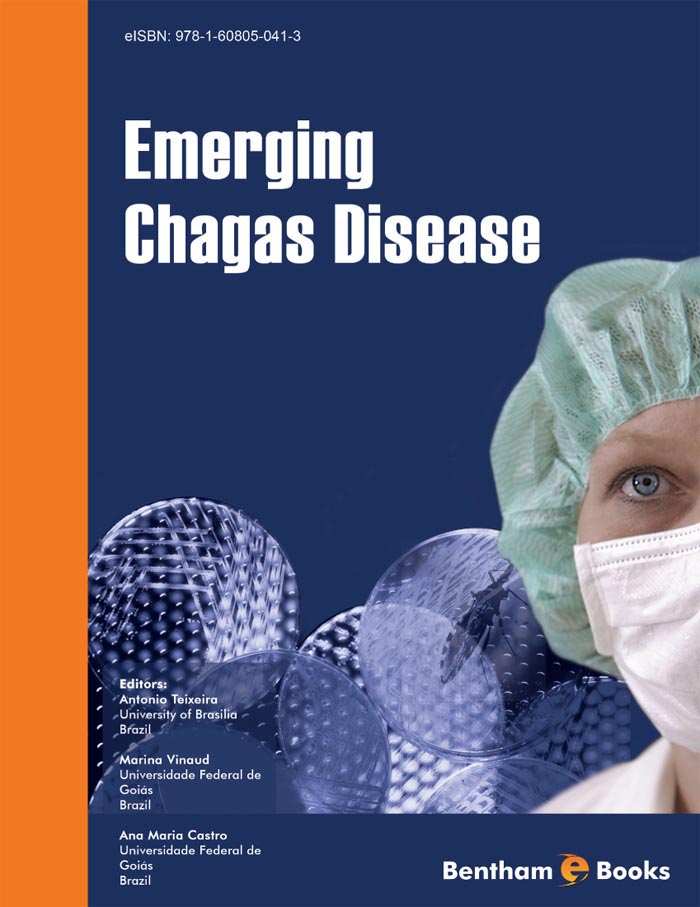 eISBN: 978-1-60805-041-3
Emerging
Chagas Disease
Editors:
Antonio Teixeira
University of Brasilia
Brazil
Marina Vinaud
Universidade Federal de
Goiás
Brazil
Ana Maria Castro
Universidade Federal de
Goiás
Brazil
Bentham e Books